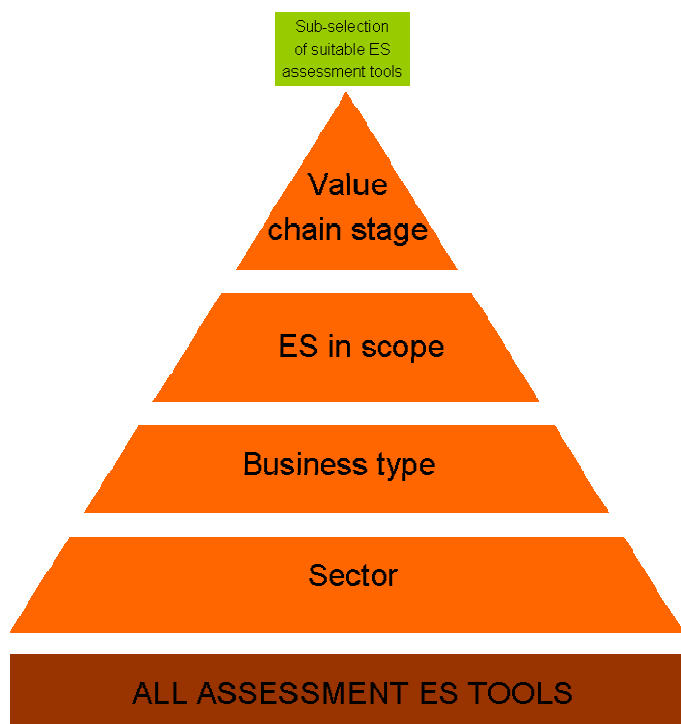 Sub-selection
of suitable ES
assessment tools
Value
chain stage
ES in scope
Business type
Sector
ALL ASSESSMENT ES TOOLS